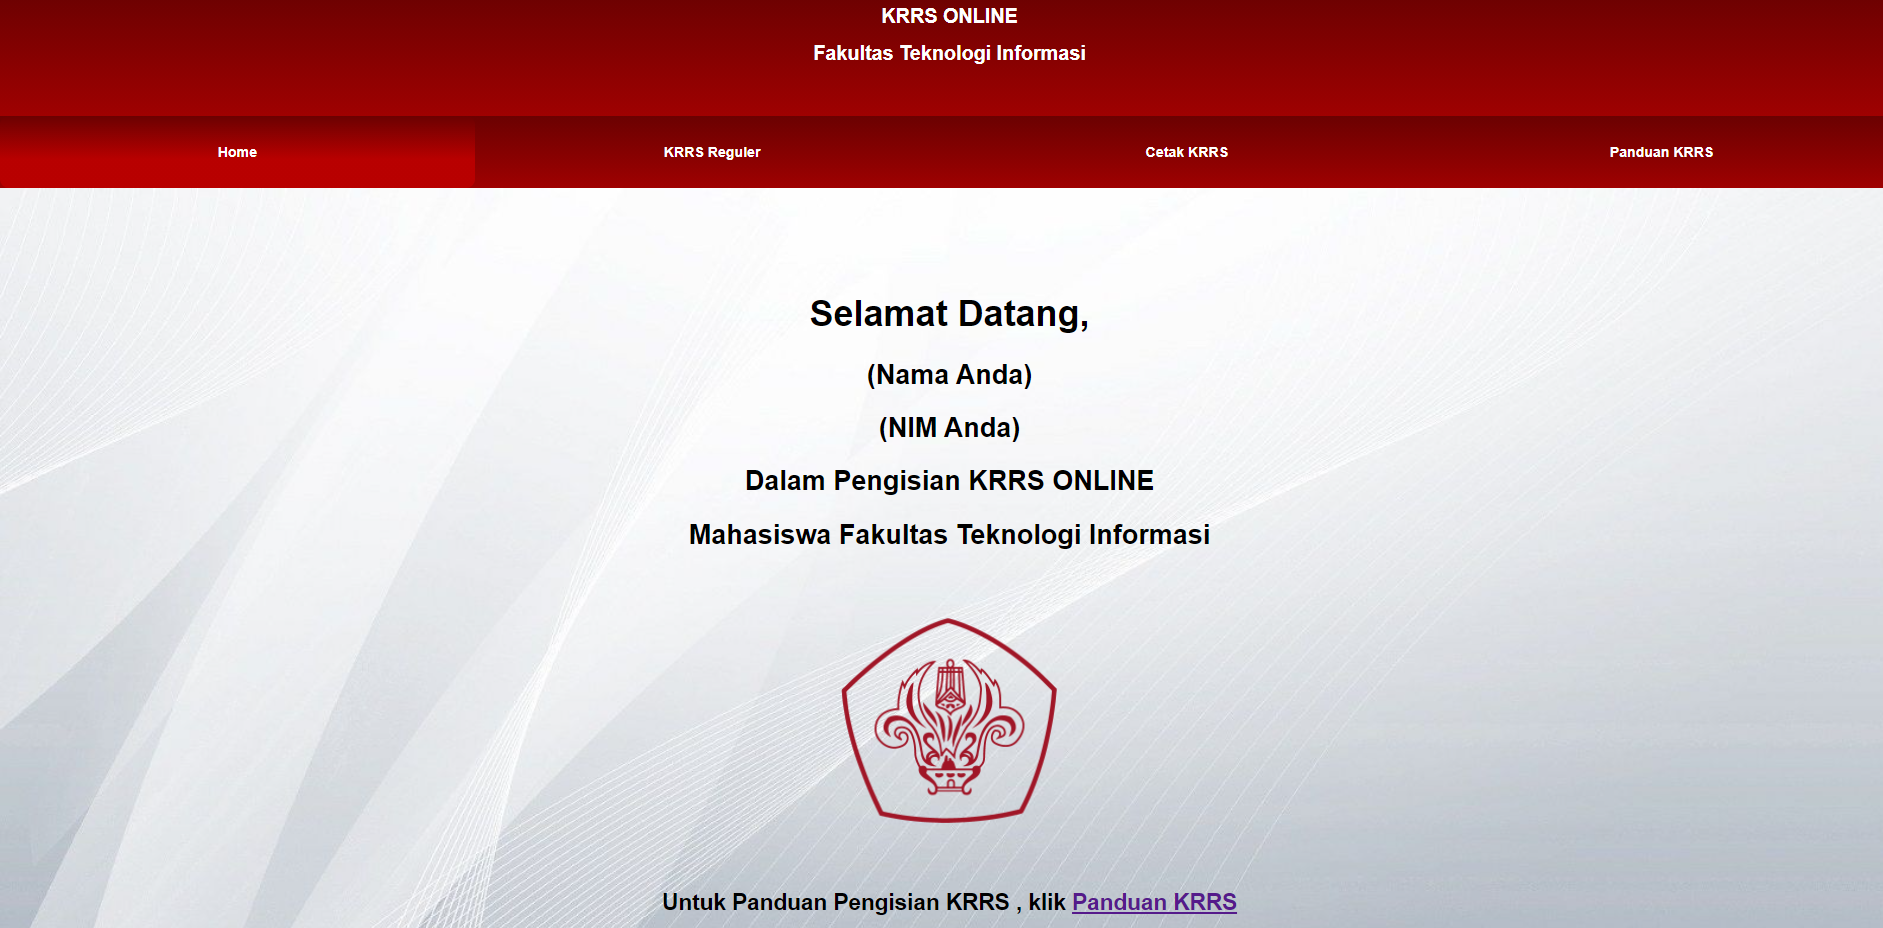 KRRS ONLINE
Fakultas Teknologi Informasi
Home
KRRS Reguler
Cetak KRRS
Panduan KRRS
Selamat Datang,
(Nama Anda)
(NIM Anda)
Dalam Pengisian KRRS ONLINE
Mahasiswa Fakultas Teknologi Informasi
Untuk Panduan Pengisian KRRS , klik Panduan KRRS